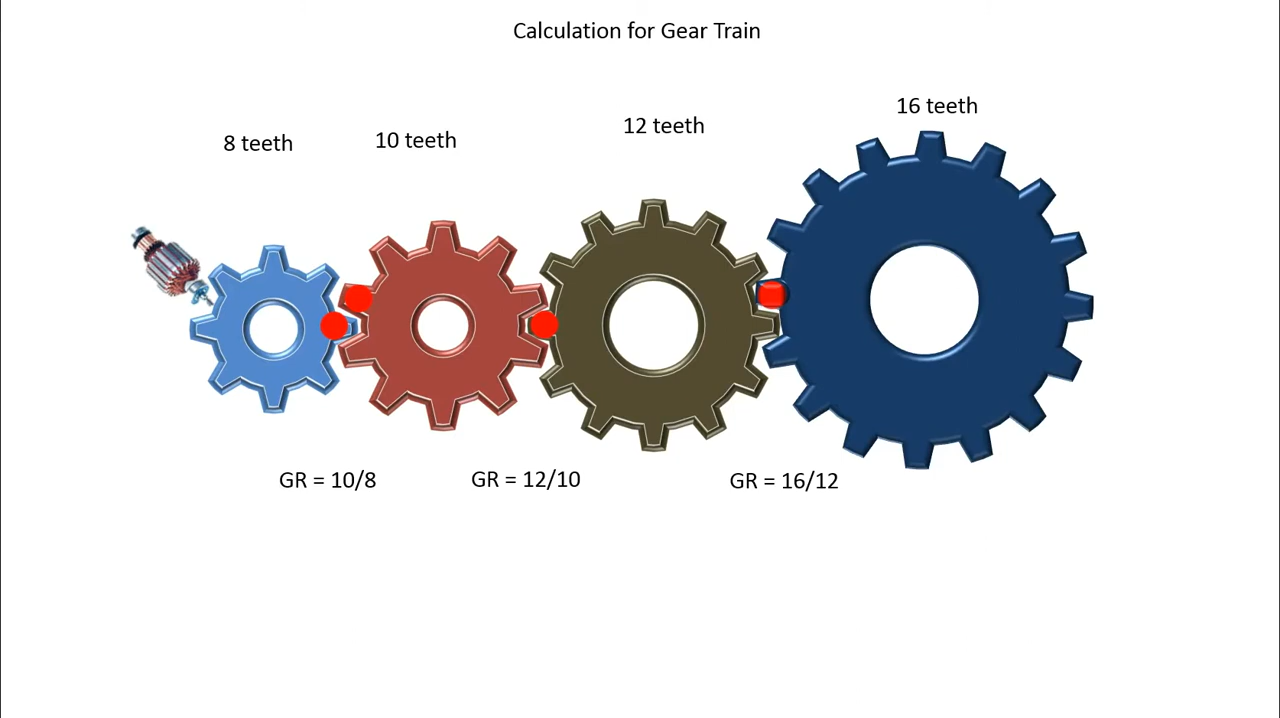 Calculation for Gear Train
8 teeth
10 teeth
12 teeth
16 teeth
GR = 10/8
GR = 12/10
GR = 16/12